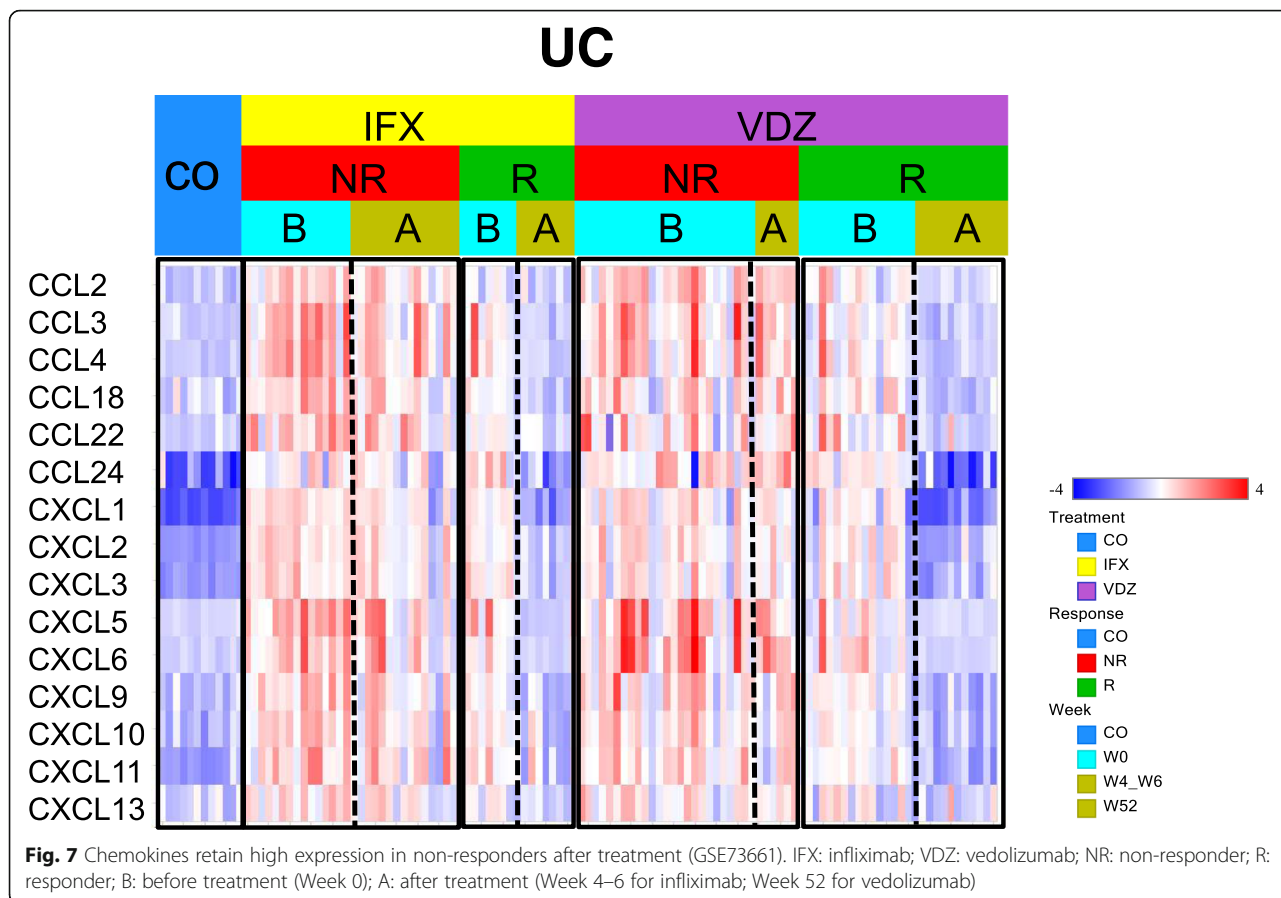 UC
IFX
VDZ
CO
NR
R
NR
R
B
A
B
A
B
A
B
A
CCL2
CCL3
CCL4
CCL18
CCL22
CCL24
CXCL1
CXCL2
CXCL3
CXCL5
CXCL6
CXCL9
CXCL10
CXCL11
CXCL13
-4
4
Treatment
CO
IFX
VDZ
Response
CO
NR
R
Week
CO
W0
W4_W6
W52
Fig. 7 Chemokines retain high expression in non-responders after treatment (GSE73661). IFX: infliximab; VDZ: vedolizumab; NR: non-responder; R:
responder; B: before treatment (Week 0); A: after treatment (Week 4–6 for infliximab; Week 52 for vedolizumab)